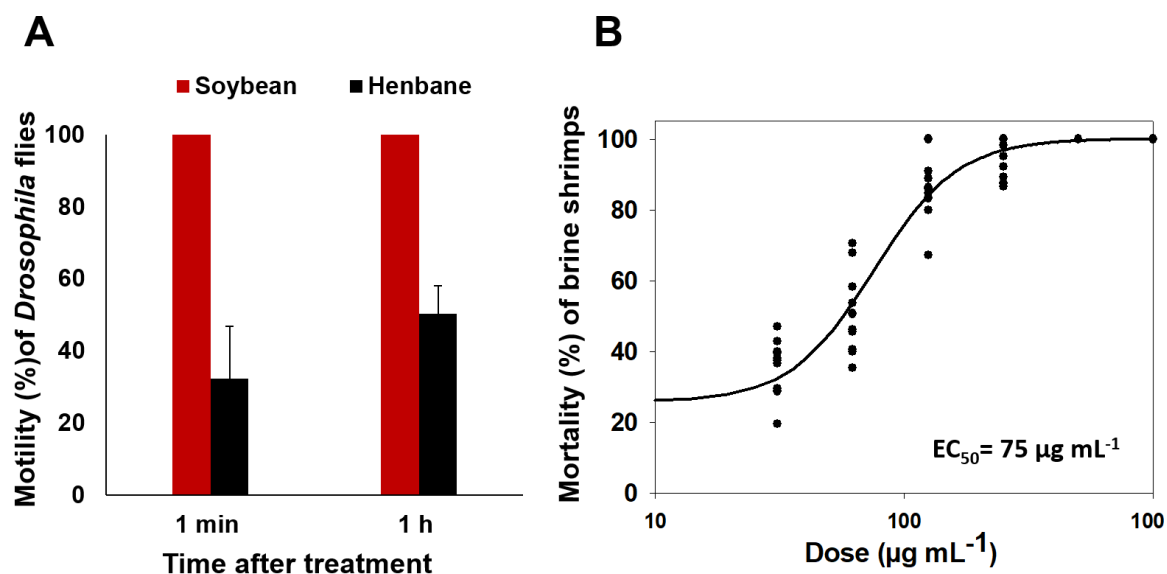 A
Soybean Henbane
Motility (%)of Drosophila flies
100
80
60
40
20
0
1 min 1 h
Time after treatment
B
Mortality (%) of brine shrimps
100
80
60
40
20
0
EC50= 75 µg mL-1
10 100 100
Dose (µg mL-1)